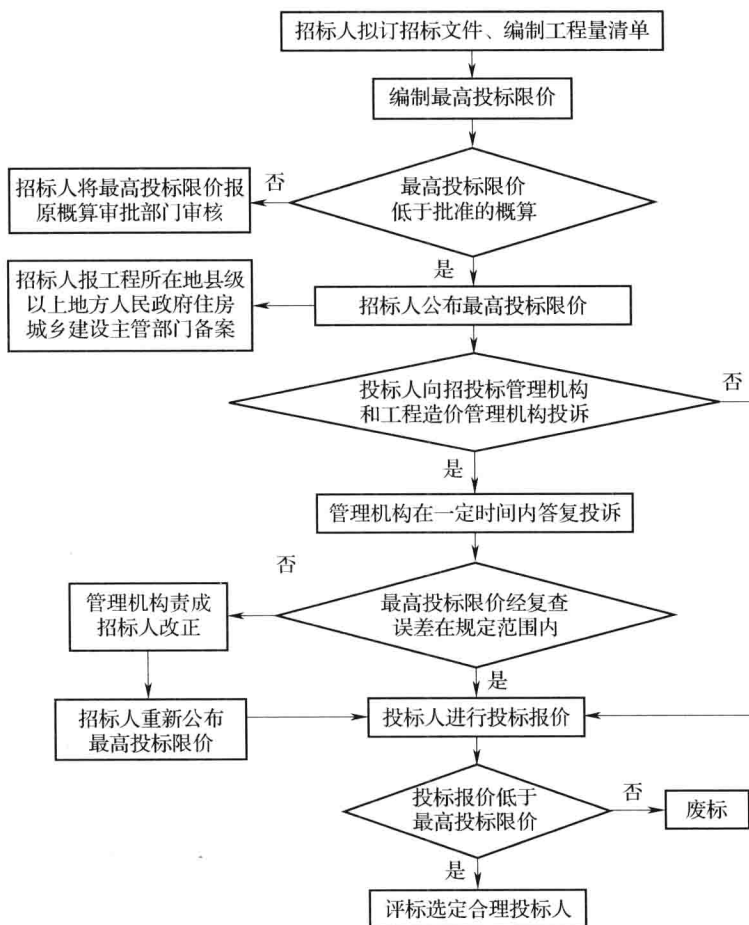 招标人拟订招标文件、编制工程量清单
编制最高投标限价
最高投标限价
低于批准的概算
否
招标人将最高投标限价报
原概算审批部门审核
是
招标人公布最高投标限价
招标人报工程所在地县级
以上地方人民政府住房
城乡建设主管部门备案
投标人向招投标管理机构
和工程造价管理机构投诉
否
是
管理机构在一定时间内答复投诉
最高投标限价经复查
误差在规定范围内
否
管理机构责成
招标人改正
招标人重新公布
最高投标限价
是
投标人进行投标报价
投标报价低于
最高投标限价
否
废标
是
评标选定合理投标人